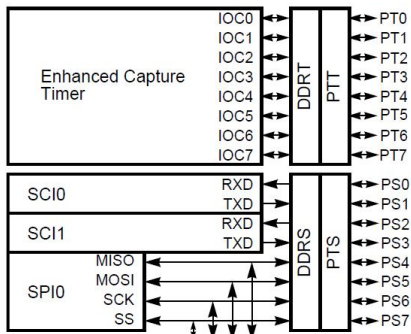 IOC0 PT0
IOC1 PT1
IOC2 PT2
Enhanced Capture IOC3 PT3
Timer IOC4 DDRT PTT PT4
IOC5 PT5
IOC6 PT6
IOC7 PT7
SCI0 RXD PS0
TXD PS1
SCI1 RXD PS2
TXD PS3
MISO DDRS PTS PS4
SPI0 MOSI PS5
SCK PS6
SS PS7